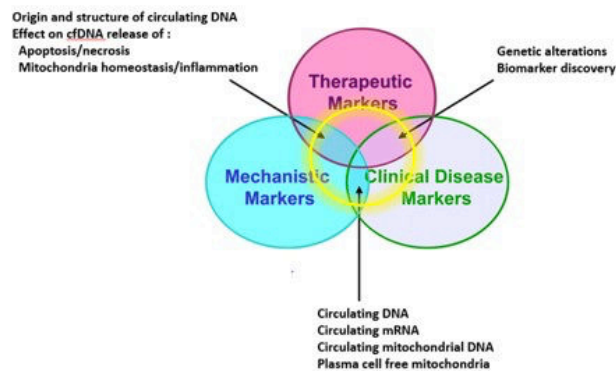 Origin and structure of circulating DNA
Effect on cfDNA release of :
Apoptosis/necrosis
Mitochondria homeostasis/inflammation
Genetic alterations
Biomarker discovery
Therapeutic
Markers
Mechanistic
Markers
Clinical Disease
Markers
Circulating DNA
Circulating mRNA
Circulating mitochondrial DNA
Plasma cell free mitochondria